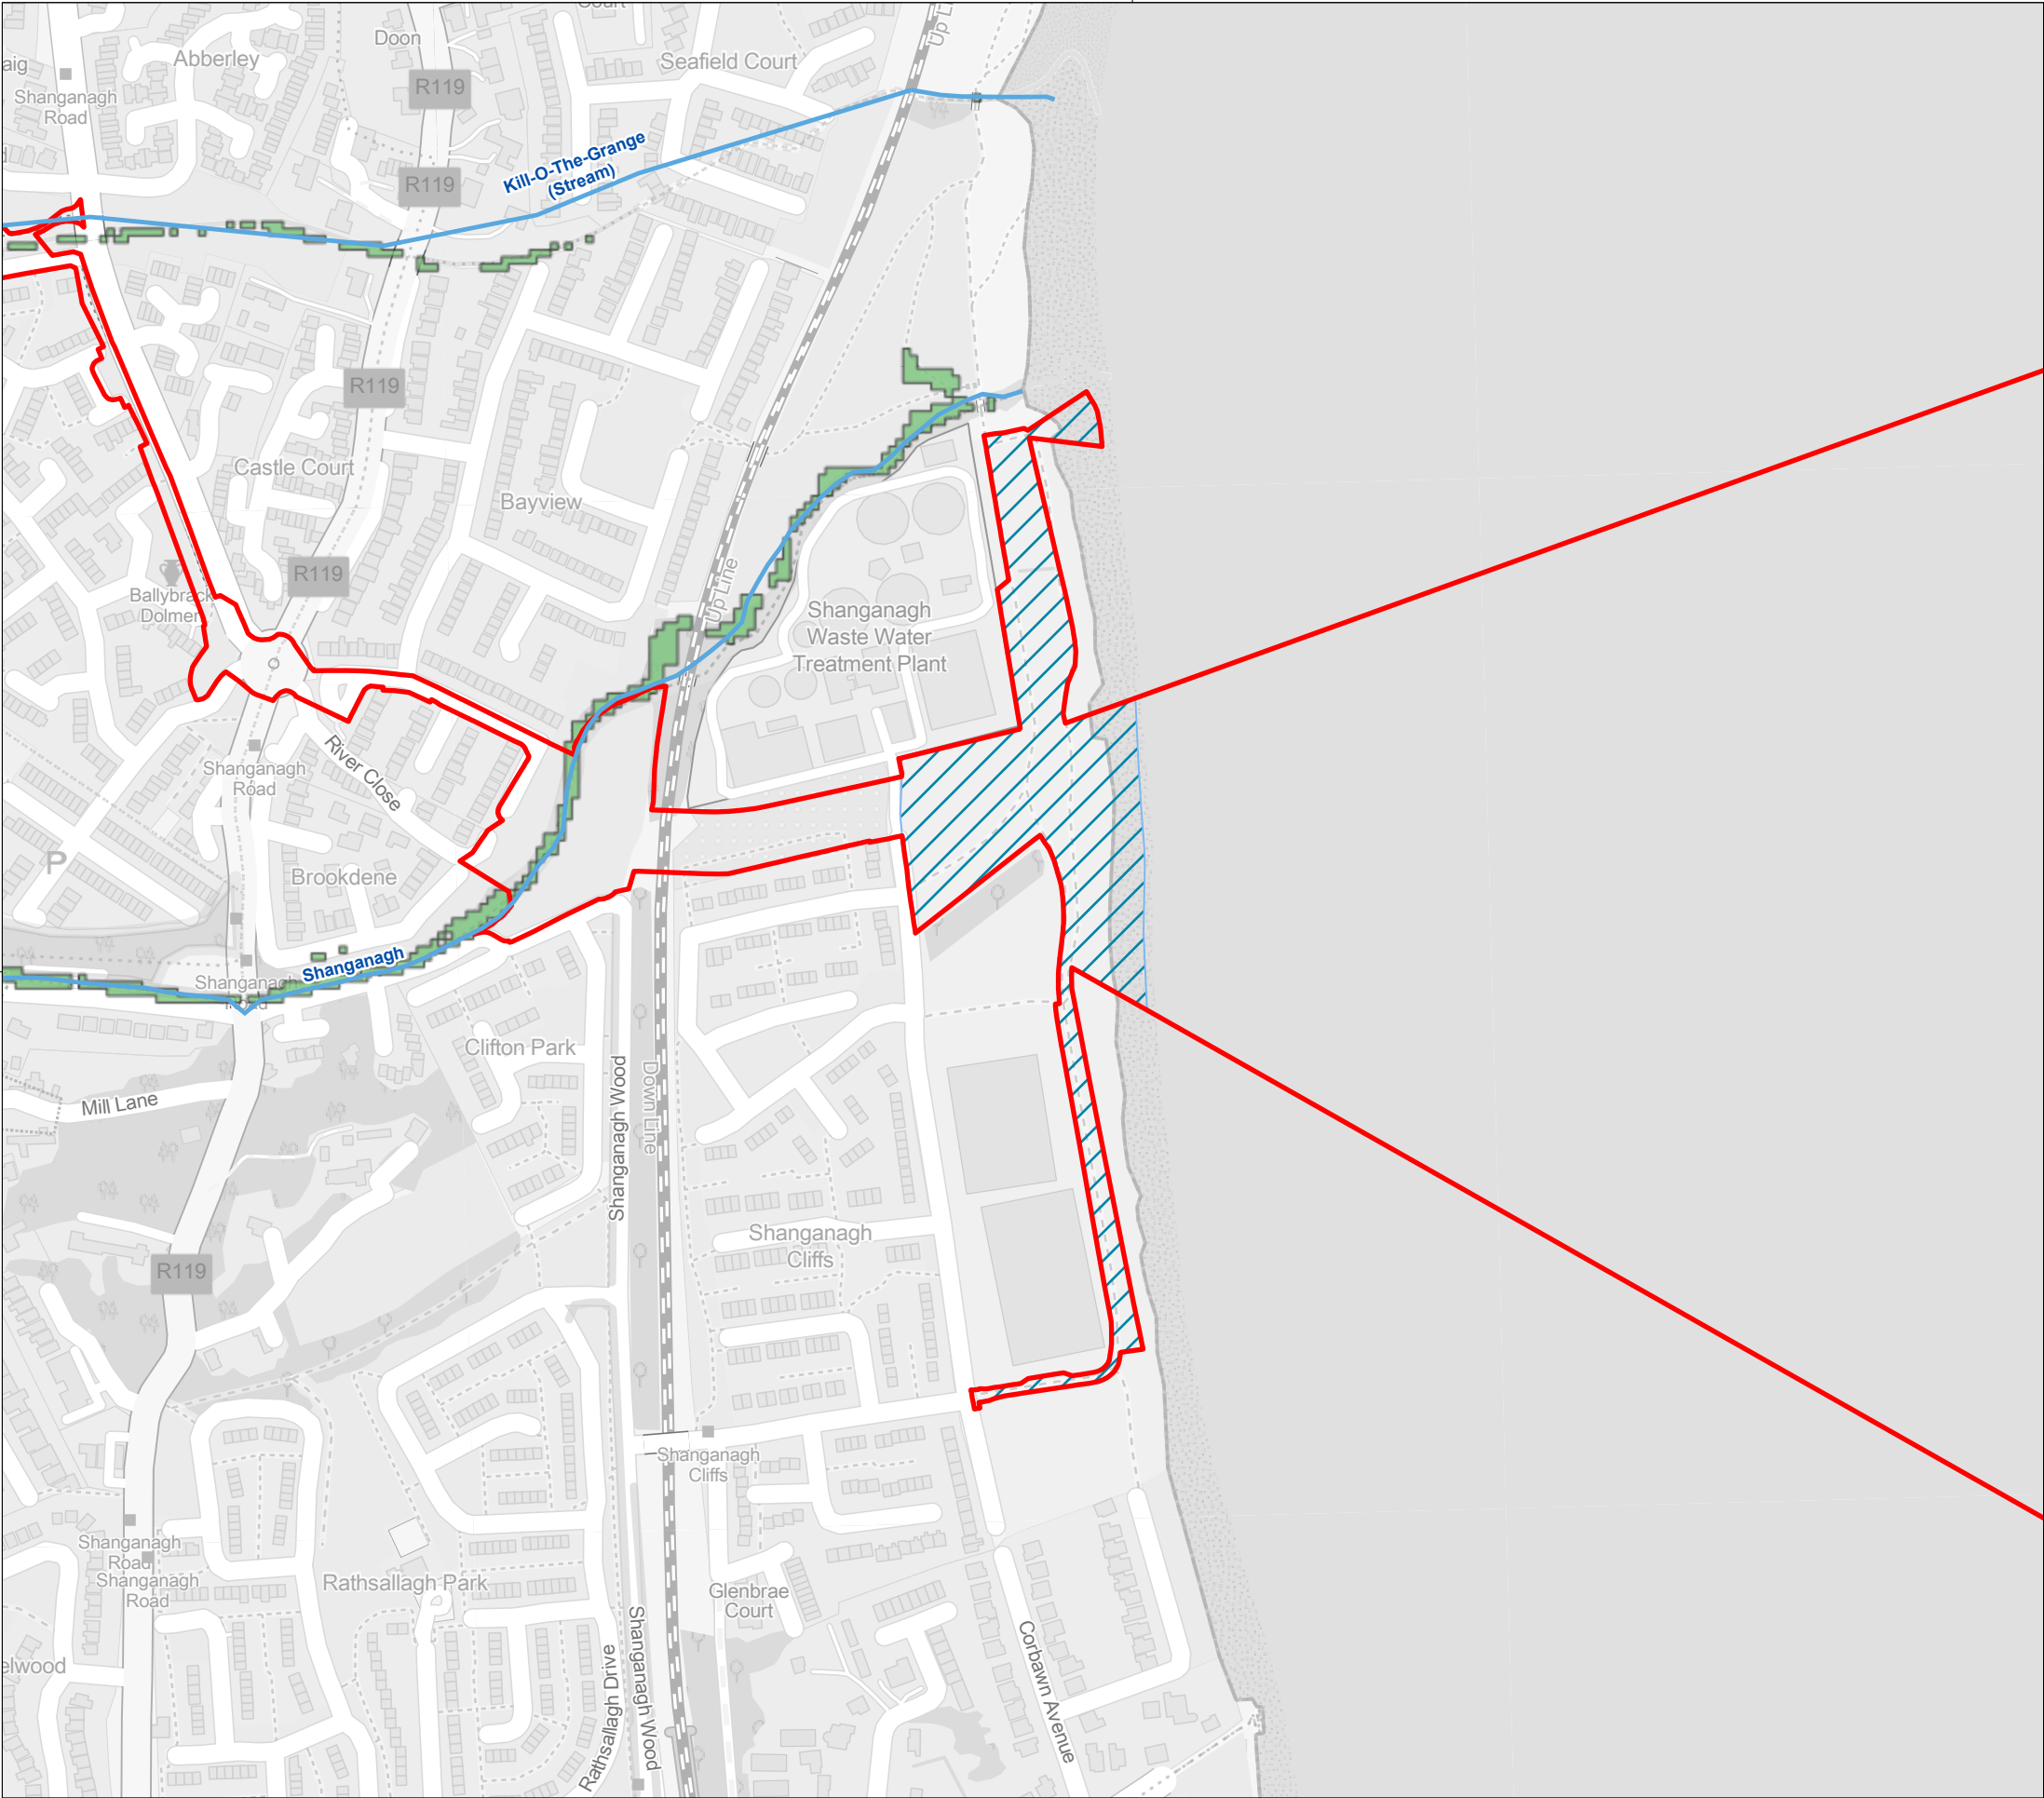 Court
Doon
Up Li
Abberley
Seafield Court
aig
R119
Shanganagh
Road
Kill-O-The-Grange
(Stream)
R119
R119
Castle Court
Bayview
R119
Up Line
Ballybrack
Dolmen
Shanganagh
Waste Water
Treatment Plant
River Close
Shanganagh
Road
P
Brookdene
Shanganagh
Shanganagh
Road
Clifton Park
Shanganagh Wood
Down Line
Mill Lane
Shanganagh
Cliffs
R119
Shanganagh
Cliffs
Shanganagh
Road
Shanganagh
Road
Rathsallagh Park
Glenbrae
Court
elwood
Rathsallagh Drive
Shanganagh Wood
Corbawn Avenue